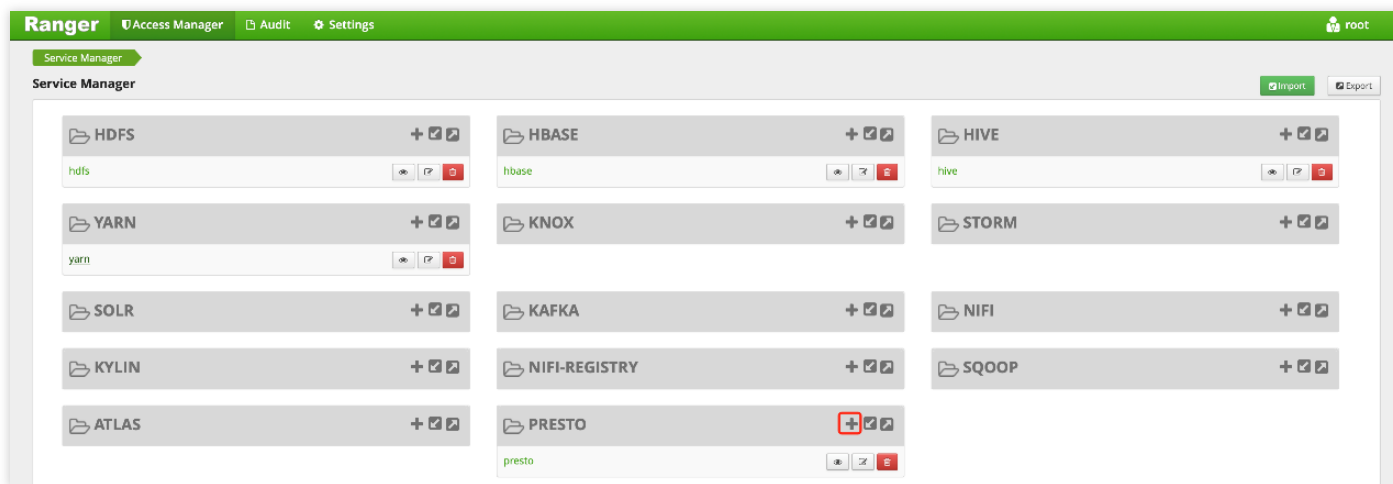 Ranger Access Manager Audit Settings root
Service Manager
Service Manager Import Export
HDFS HBASE HIVE
hdfs hbase hive
YARN KNOX STORM
yarn
SOLR KAFKA NIFI
KYLIN NIFI-REGISTRY SQOOP
ATLAS PRESTO
presto